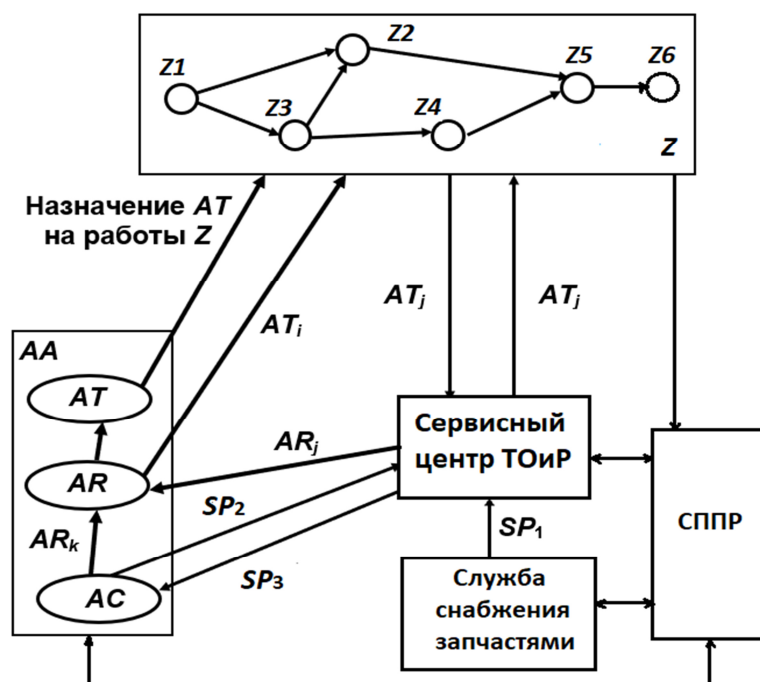 Z2
Z1
Z5
Z6
Z3
Z4
Z
Назначение AT
на работы Z
ATj
ATj
ATi
AA
AT
ARj
Сервисный
центр ТОиР
AR
SP2
SP1
СППР
ARk
SP3
Служба
снабжения
запчастями
AC